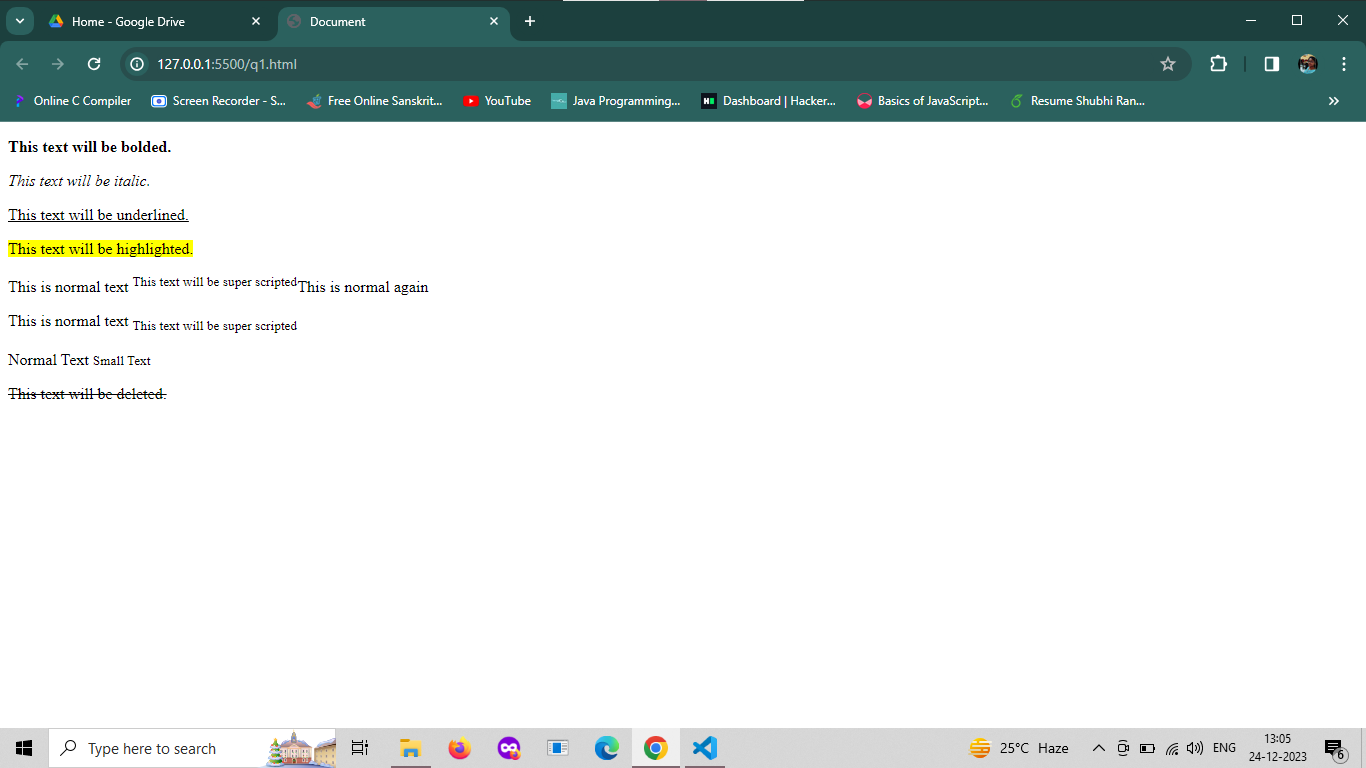 Home - Google Drive
Document
127.0.0.1:5500/q1.html
Online C Compiler Screen Recorder - S... Free Online Sanskrit... YouTube Java Programming... Dashboard | Hacker... Basics of JavaScript... Resume Shubhi Ran...
This text will be bolded.
This text will be italic.
This text will be underlined.
This text will be highlighted.
This is normal text This text will be super scriptedThis is normal again
This is normal text This text will be super scripted
Normal Text Small Text
This text will be deleted.
Type here to search
25°C Haze
ENG
13:05
24-12-2023
6